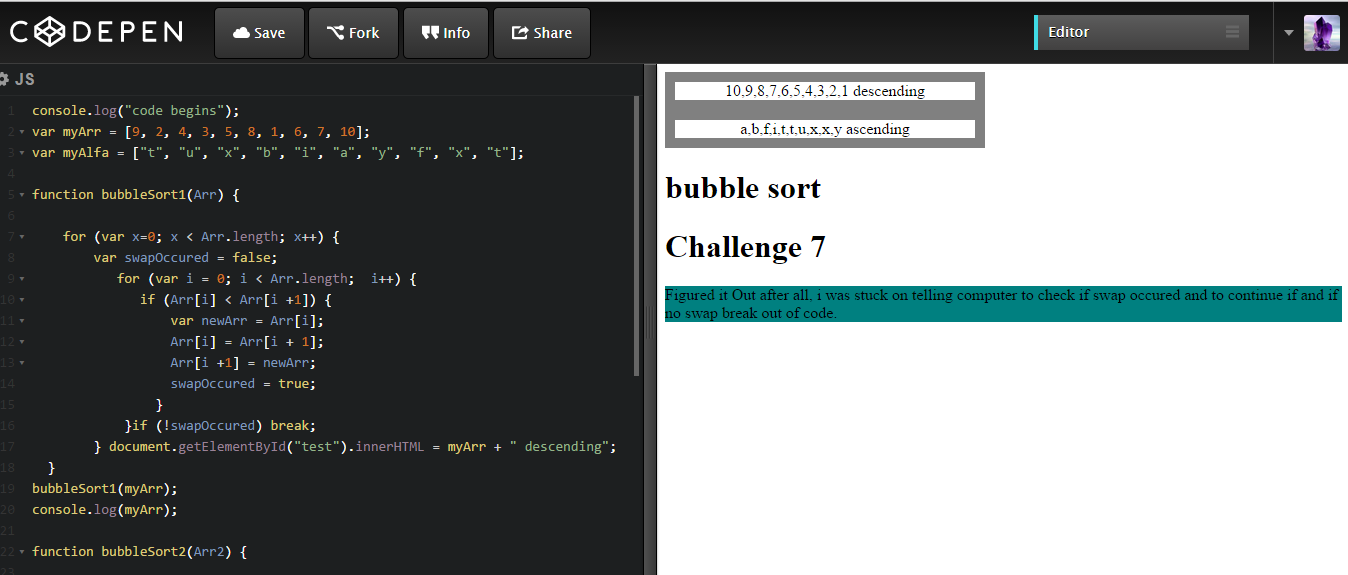 CODEPEN Save Fork Info Share Editor
JS
1 console.log("code begins");
2 var myArr = [9, 2, 4, 3, 5, 8, 1, 6, 7, 10];
3 var myAlfa = ["t", "u", "x", "b", "i", "a", "y", "f", "x", "t"];
4
5 function bubbleSort1(Arr) {
6
7 for (var x=0; x < Arr.length; x++) {
8 var swapOccured = false;
9 for (var i = 0; i < Arr.length; i++) {
10 if (Arr[i] < Arr[i +1]) {
11 var newArr = Arr[i];
12 Arr[i] = Arr[i + 1];
13 Arr[i +1] = newArr;
14 swapOccured = true;
15 }
16 }if (!swapOccured) break;
17 } document.getElementById("test").innerHTML = myArr + " descending";
18 }
19 bubbleSort1(myArr);
20 console.log(myArr);
21
22 function bubbleSort2(Arr2) {
23
10,9,8,7,6,5,4,3,2,1 descending
a,b,f,i,t,t,u,x,x,y ascending
bubble sort
Challenge 7
Figured it Out after all, i was stuck on telling computer to check if swap occured and to continue if and if
no swap break out of code.